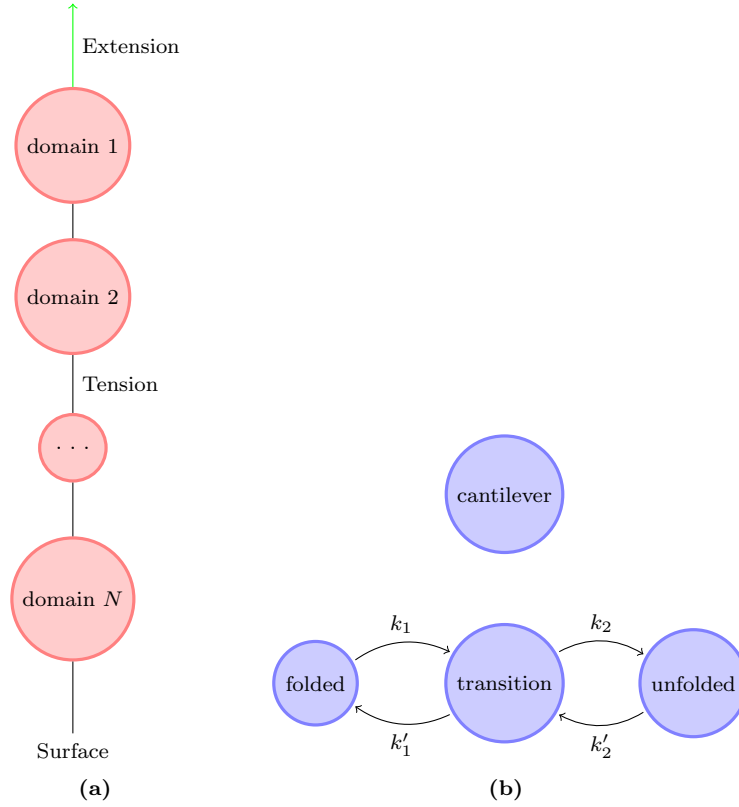 Extension
domain 1
domain 2
Tension
. . .
domain N
Surface
(a)
cantilever
k₁
k₂
folded
transition
unfolded
k′₁
k′₂
(b)